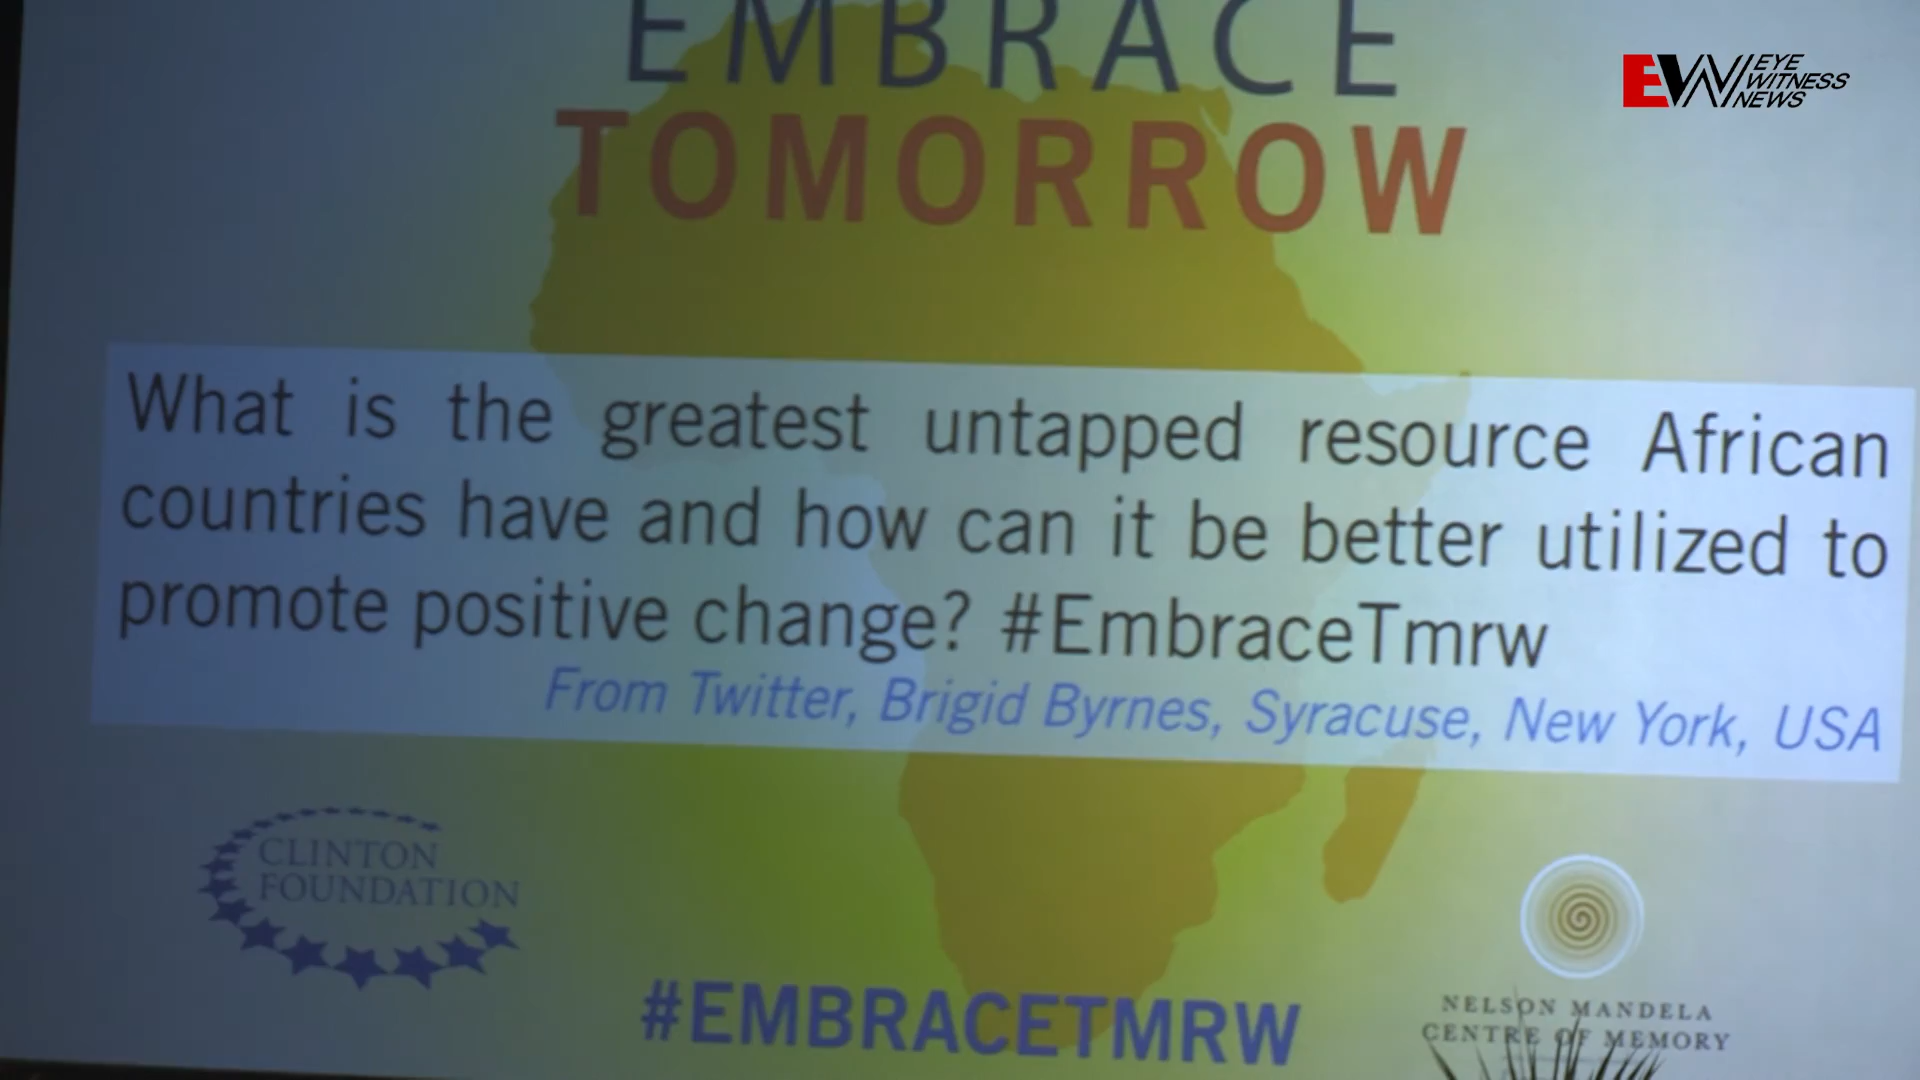 EMBRACE
TOMORROW
EVN EYE
WITNESS
NEWS
What is the greatest untapped resource African
countries have and how can it be better utilized to
promote positive change? #EmbraceTmrw
From Twitter, Brigid Byrnes, Syracuse, New York, USA
CLINTON
FOUNDATION
#EMBRACETMRW
NELSON MANDELA
CENTRE OF MEMORY